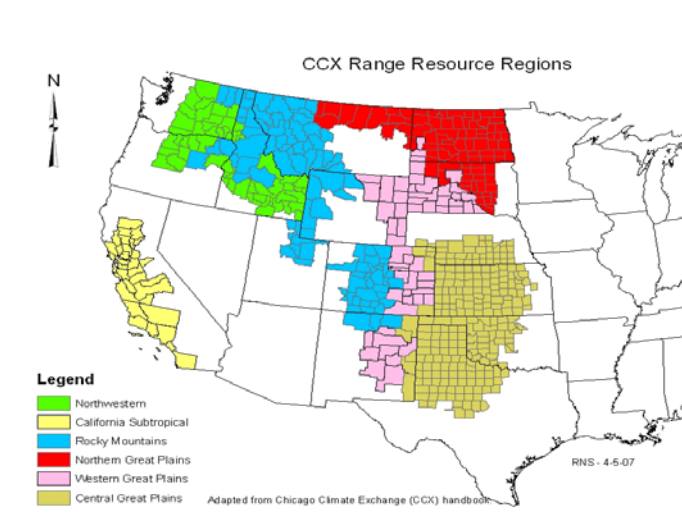 CCX Range Resource Regions
N
Legend
Northwestern
California Subtropical
Rocky Mountains
Northern Great Plains
Western Great Plains
Central Great Plains
RNS - 4-5-07
Adapted from Chicago Climate Exchange (CCX) handbook